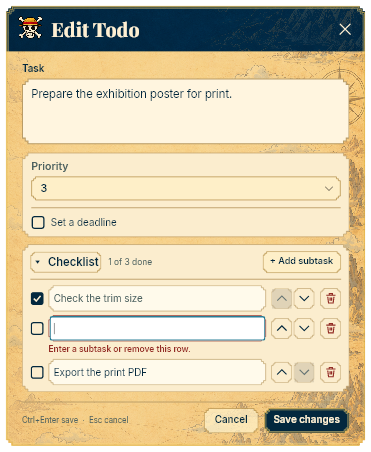 Edit Todo
Task
Prepare the exhibition poster for print.
Priority
3
Set a deadline
Checklist 1 of 3 done + Add subtask
Check the trim size
Enter a subtask or remove this row.
Export the print PDF
Ctrl+Enter save · Esc cancel Cancel Save changes